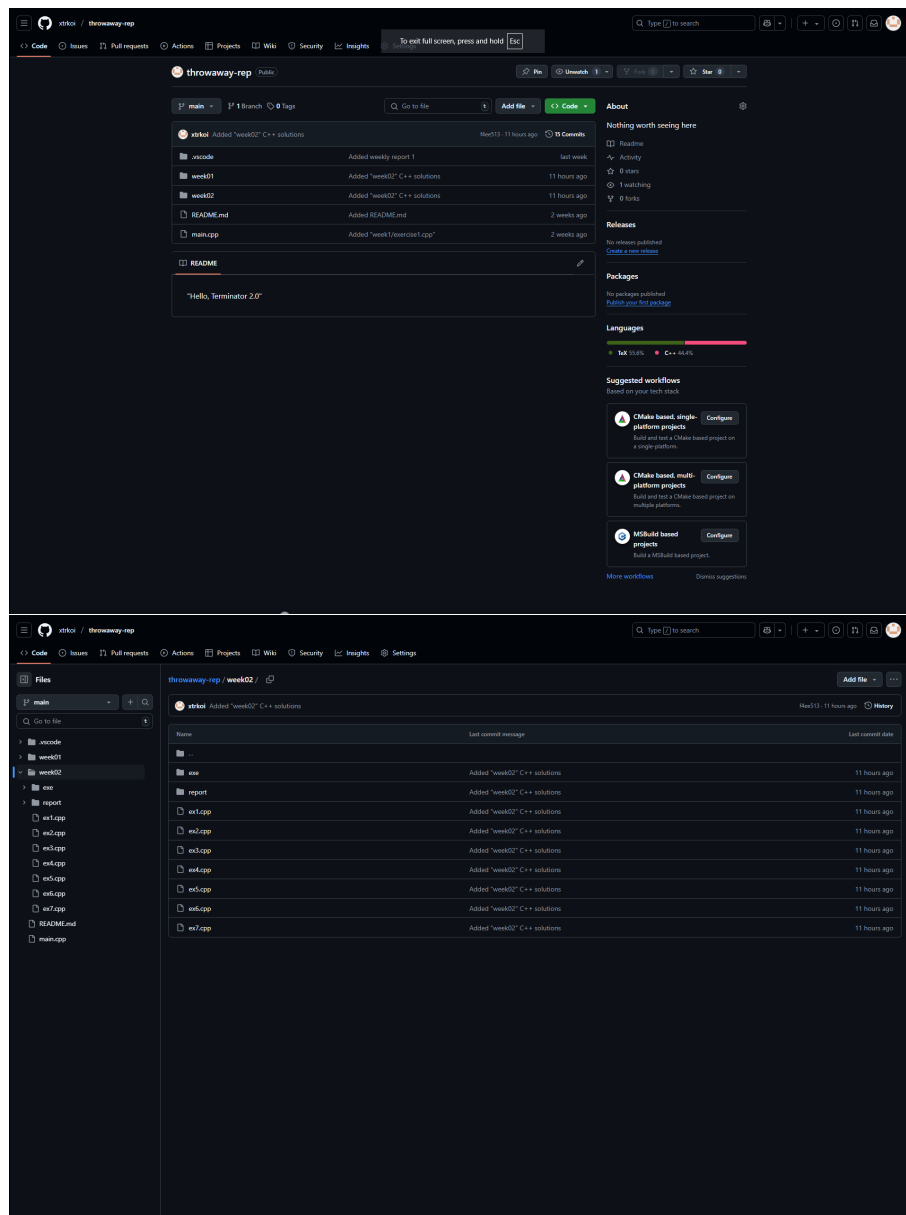 xtrkoi / throwaway-rep
Type / to search
Code Issues Pull requests Actions Projects Wiki Security Insights Settings
To exit full screen, press and hold Esc
throwaway-rep Public
Pin Unwatch 1 Fork 0 Star 0
main 1 Branch 0 Tags
Go to file t Add file Code
xtrkoi Added "week02" C++ solutions f4ee513 · 11 hours ago 15 Commits
.vscode Added weekly report 1 last week
week01 Added "week02" C++ solutions 11 hours ago
week02 Added "week02" C++ solutions 11 hours ago
README.md Added README.md 2 weeks ago
main.cpp Added "week1/exercise1.cpp" 2 weeks ago
README
"Hello, Terminator 2.0"
About
Nothing worth seeing here
Readme
Activity
0 stars
1 watching
0 forks
Releases
No releases published
Create a new release
Packages
No packages published
Publish your first package
Languages
TeX 55.6% C++ 44.4%
Suggested workflows
Based on your tech stack
CMake based, single-platform projects Configure
Build and test a CMake based project on a single-platform.
CMake based, multi-platform projects Configure
Build and test a CMake based project on multiple platforms.
MSBuild based projects Configure
Build a MSBuild based project.
More workflows Dismiss suggestions
xtrkoi / throwaway-rep
Type / to search
Code Issues Pull requests Actions Projects Wiki Security Insights Settings
Files
main
Go to file t
.vscode
week01
week02
exe
report
ex1.cpp
ex2.cpp
ex3.cpp
ex4.cpp
ex5.cpp
ex6.cpp
ex7.cpp
README.md
main.cpp
throwaway-rep / week02 /
Add file ...
xtrkoi Added "week02" C++ solutions f4ee513 · 11 hours ago History
Name Last commit message Last commit date
..
exe Added "week02" C++ solutions 11 hours ago
report Added "week02" C++ solutions 11 hours ago
ex1.cpp Added "week02" C++ solutions 11 hours ago
ex2.cpp Added "week02" C++ solutions 11 hours ago
ex3.cpp Added "week02" C++ solutions 11 hours ago
ex4.cpp Added "week02" C++ solutions 11 hours ago
ex5.cpp Added "week02" C++ solutions 11 hours ago
ex6.cpp Added "week02" C++ solutions 11 hours ago
ex7.cpp Added "week02" C++ solutions 11 hours ago